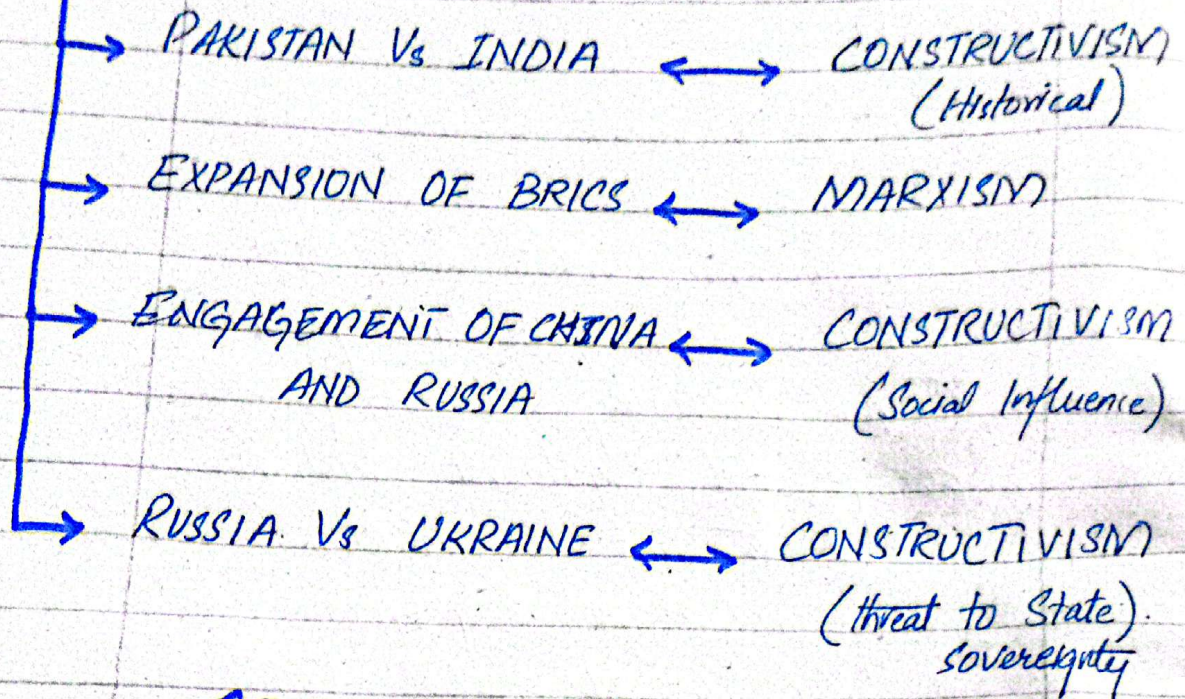 → PAKISTAN Vs INDIA ↔ CONSTRUCTIVISM
(Historical)
→ EXPANSION OF BRICS ↔ MARXISM
→ ENGAGEMENT OF CHINA ↔ CONSTRUCTIVISM
AND RUSSIA (Social Influence)
→ RUSSIA Vs UKRAINE ↔ CONSTRUCTIVISM
(threat to State).
sovereignty